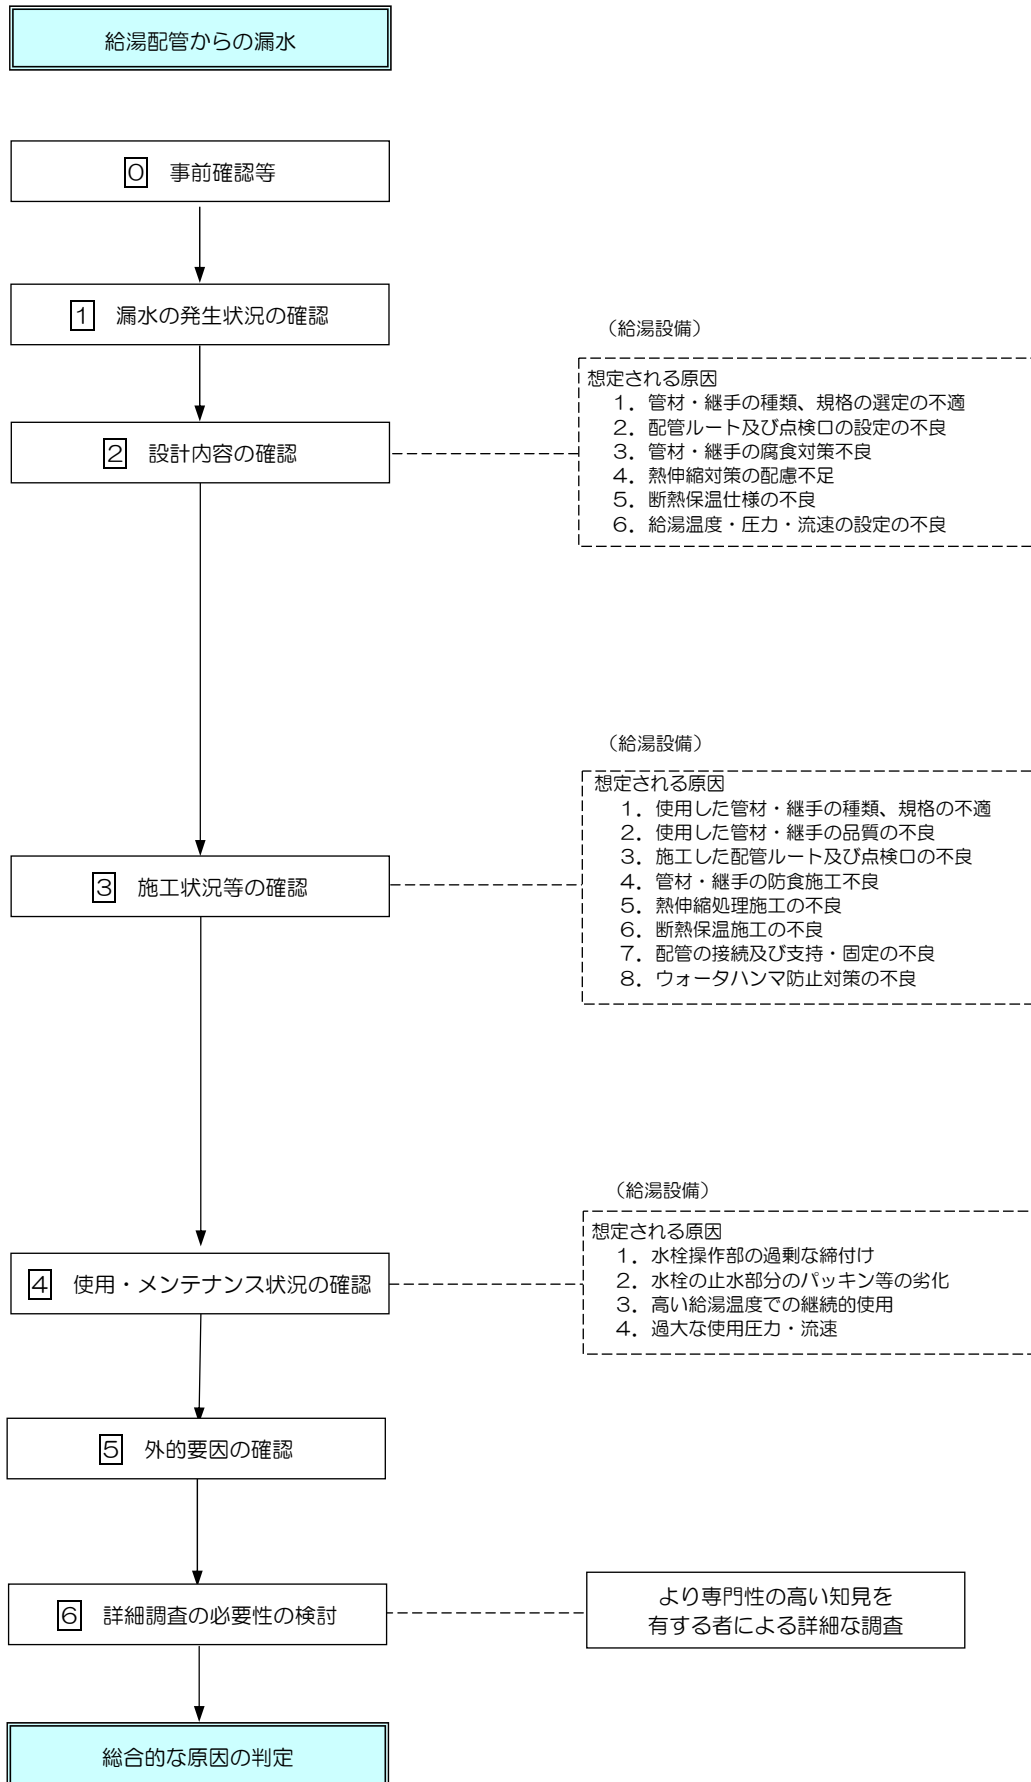 給湯配管からの漏水
0 事前確認等
1 漏水の発生状況の確認
（給湯設備）
想定される原因
1．管材・継手の種類、規格の選定の不適
2．配管ルート及び点検口の設定の不良
3．管材・継手の腐食対策不良
4．熱伸縮対策の配慮不足
5．断熱保温仕様の不良
6．給湯温度・圧力・流速の設定の不良
2 設計内容の確認
（給湯設備）
想定される原因
1．使用した管材・継手の種類、規格の不適
2．使用した管材・継手の品質の不良
3．施工した配管ルート及び点検口の不良
4．管材・継手の防食施工不良
5．熱伸縮処理施工の不良
6．断熱保温施工の不良
7．配管の接続及び支持・固定の不良
8．ウォータハンマ防止対策の不良
3 施工状況等の確認
（給湯設備）
想定される原因
1．水栓操作部の過剰な締付け
2．水栓の止水部分のパッキン等の劣化
3．高い給湯温度での継続的使用
4．過大な使用圧力・流速
4 使用・メンテナンス状況の確認
5 外的要因の確認
6 詳細調査の必要性の検討
より専門性の高い知見を
有する者による詳細な調査
総合的な原因の判定